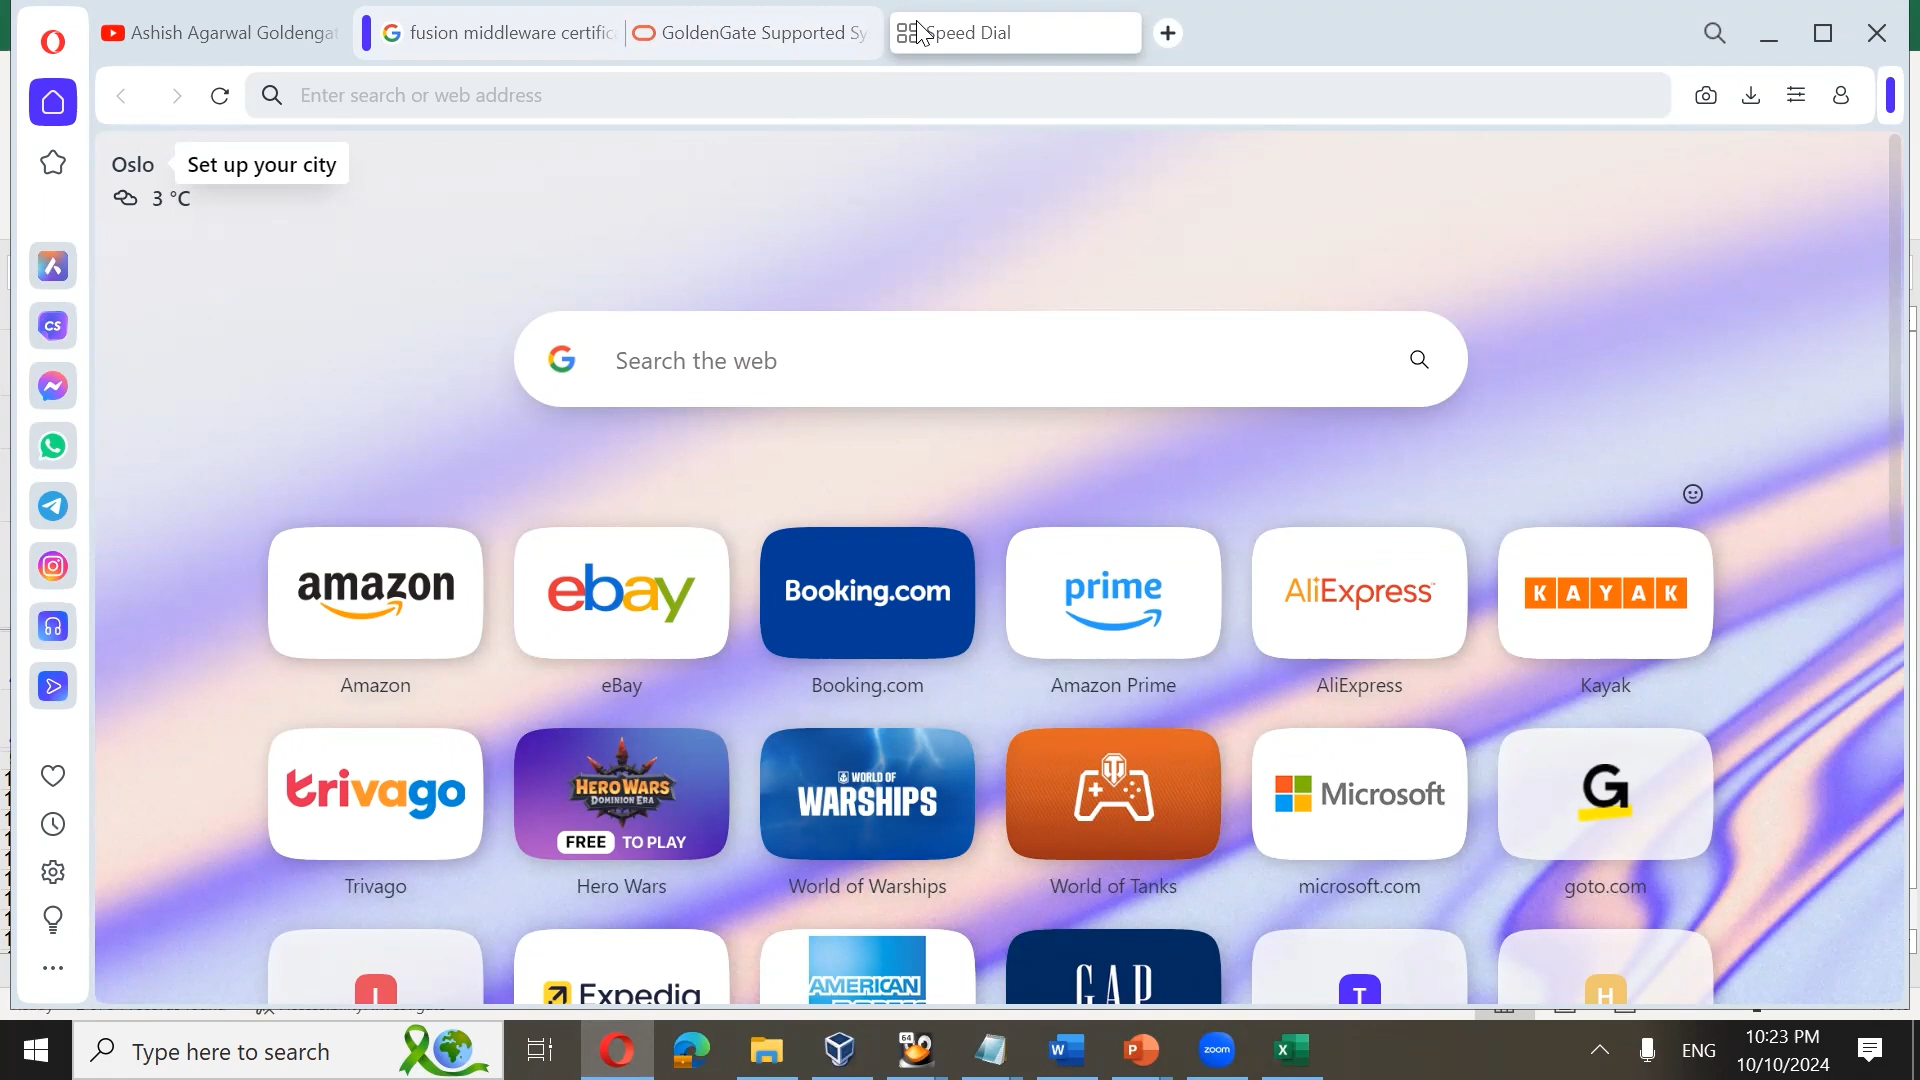 Ashish Agarwal Goldengat
fusion middleware certific
GoldenGate Supported Sy
Speed Dial
Enter search or web address
Oslo
Set up your city
3 °C
CS
Search the web
amazon
ebay
Booking.com
prime
AliExpress
KAYAK
Amazon
eBay
Booking.com
Amazon Prime
AliExpress
Kayak
trivago
HERO WARS
DOMINION ERA
FREE TO PLAY
WORLD OF
WARSHIPS
Microsoft
G
Trivago
Hero Wars
World of Warships
World of Tanks
microsoft.com
goto.com
Expedia
AMERICAN
GAP
T
H
Type here to search
64
W
P
zoom
X
ENG
10:23 PM
10/10/2024